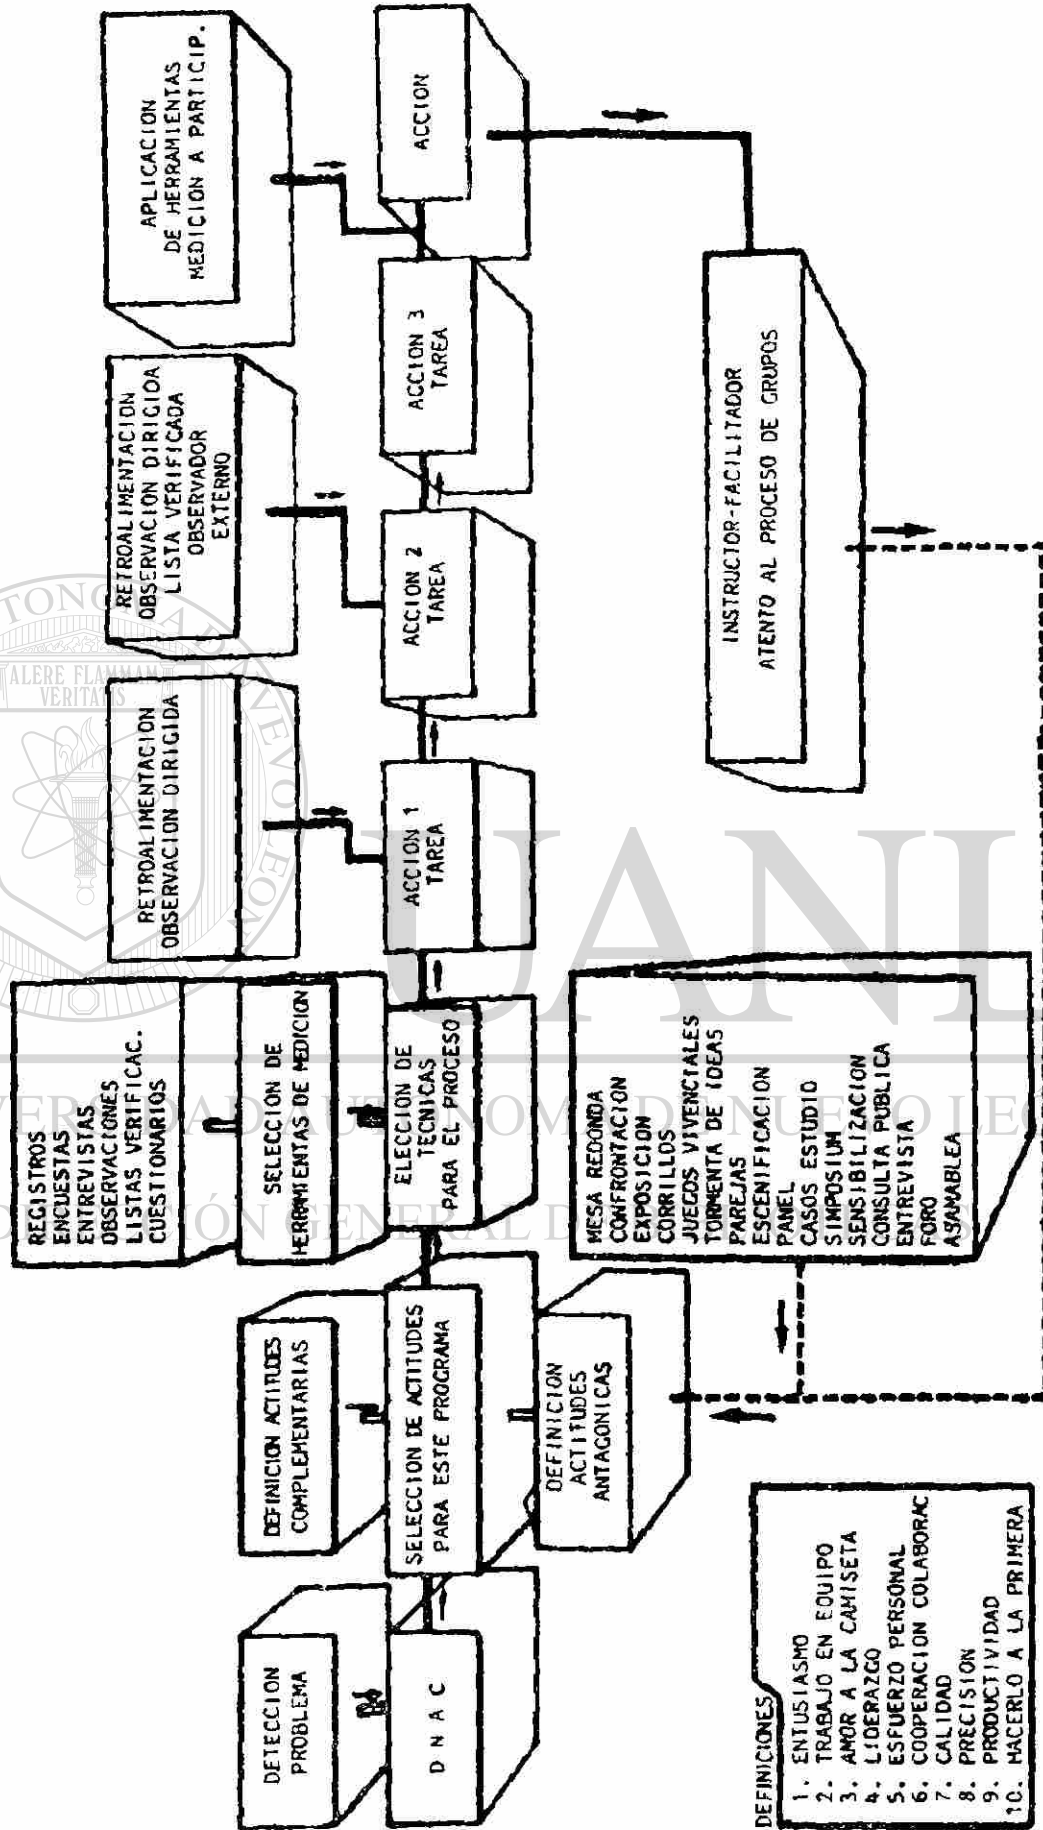 REGISTROS
ENCUESTAS
ENTREVISTAS
OBSERVACIONES
LISTAS VERIFICAC.
CUESTIONARIOS
RETROALIMENTACION
OBSERVACION DIRIGIDA
RETROALIMENTACION
OBSERVACION DIRIGIDA
LISTA VERIFICADA
OBSERVADOR
EXTERNO
APLICACION
DE HERRAMIENTAS
MEDICION A PARTICIP.
DETECCION
PROBLEMA
DEFINICION ACTITUDES
COMPLEMENTARIAS
SELECCION DE
HERRAMIENTAS DE MEDICION
D N A C
SELECCION DE ACTITUDES
PARA ESTE PROGRAMA
ELECCION DE
TECNICAS
PARA EL PROCESO
ACCION 1
TAREA
ACCION 2
TAREA
ACCION 3
TAREA
ACCION
DEFINICION
ACTITUDES
ANTAGONICAS
MESA REDONDA
CONFRONTACION
EXPOSICION
CORRILLOS
JUEGOS VIVENCIALES
TORMENTA DE IDEAS
PAREJAS
ESCENIFICACION
PANEL
CASOS ESTUDIO
SIMPOSIUM
SENSIBILIZACION
CONSULTA PUBLICA
ENTREVISTA
FORO
ASAMABLEA
INSTRUCTOR-FACILITADOR
ATENTO AL PROCESO DE GRUPOS
DEFINICIONES
1. ENTUSIASMO
2. TRABAJO EN EQUIPO
3. AMOR A LA CAMISETA
4. LIDERAZGO
5. ESFUERZO PERSONAL
6. COOPERACION COLABORAC
7. CALIDAD
8. PRECISION
9. PRODUCTIVIDAD
10. HACERLO A LA PRIMERA
ALERE FLAMMAM
VERITATIS
UANL